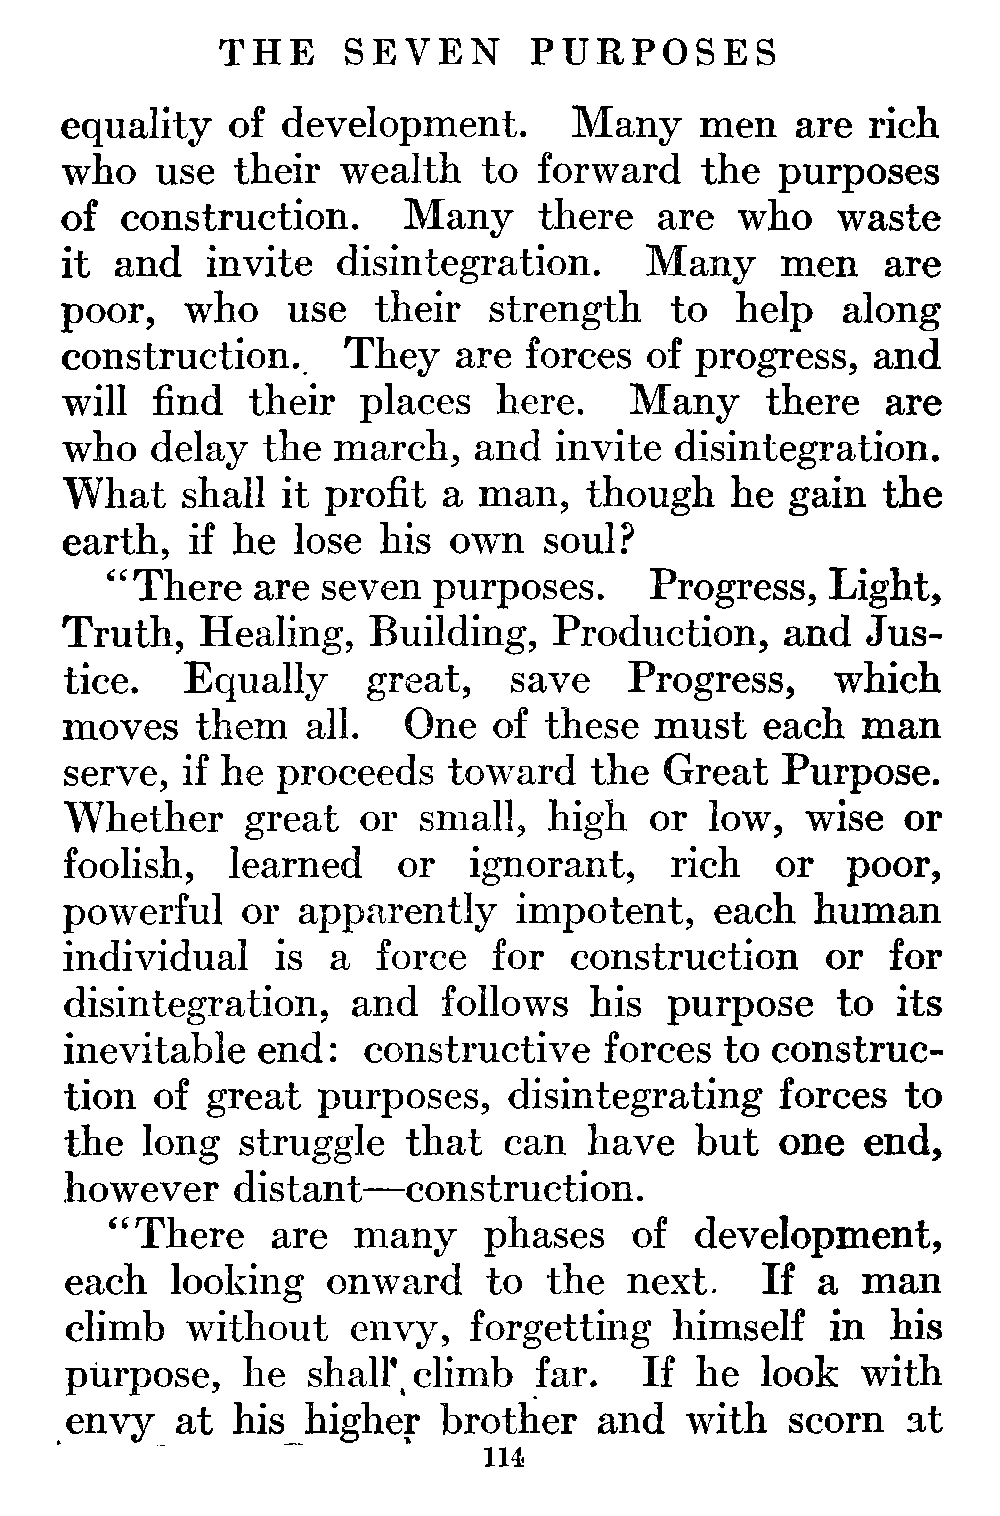 THE SEVEN PURPOSES
equality of development. Many men are rich
who use their wealth to forward the purposes
of construction. Many there are who waste
it and invite disintegration. Many men are
poor, who use their strength to help along
construction. They are forces of progress, and
will find their places here. Many there are
who delay the march, and invite disintegration.
What shall it profit a man, though he gain the
earth, if he lose his own soul?
“There are seven purposes. Progress, Light,
Truth, Healing, Building, Production, and Jus-
tice. Equally great, save Progress, which
moves them all. One of these must each man
serve, if he proceeds toward the Great Purpose.
Whether great or small, high or low, wise or
foolish, learned or ignorant, rich or poor,
powerful or apparently impotent, each human
individual is a force for construction or for
disintegration, and follows his purpose to its
inevitable end: constructive forces to construc-
tion of great purposes, disintegrating forces to
the long struggle that can have but one end,
however distant—construction.
“There are many phases of development,
each looking onward to the next. If a man
climb without envy, forgetting himself in his
purpose, he shall climb far. If he look with
envy at his higher brother and with scorn at
114